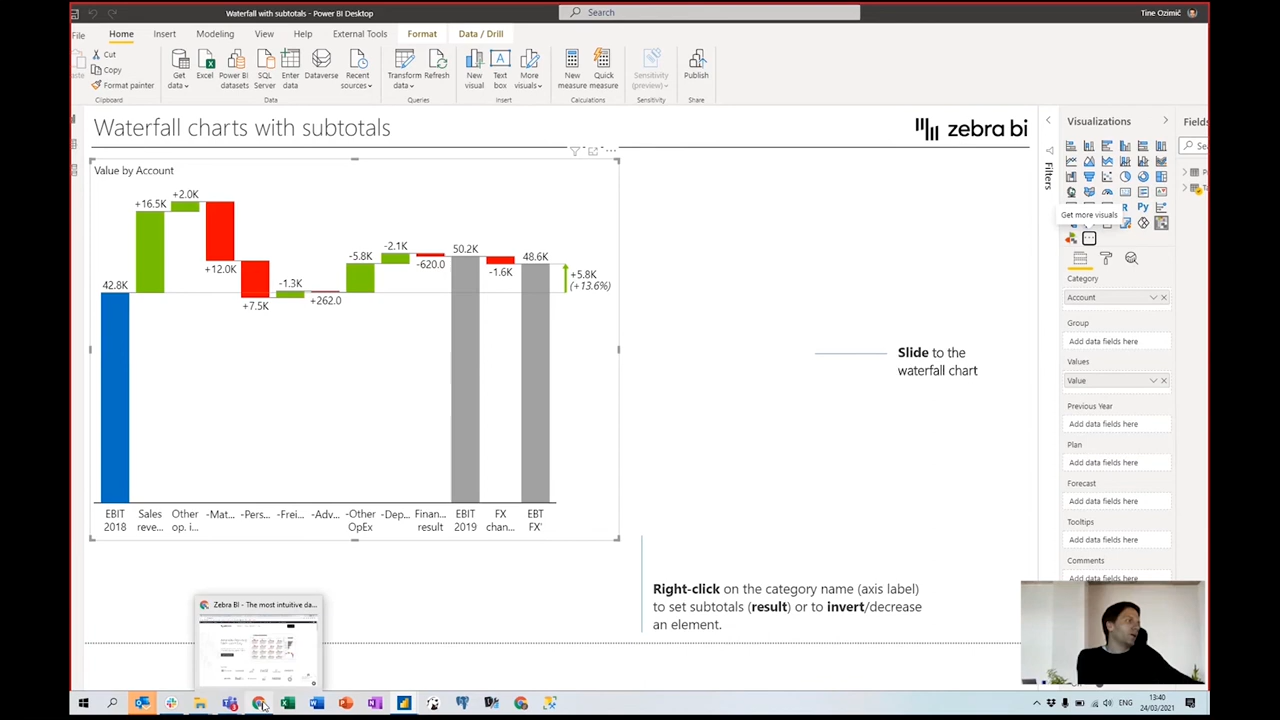 Waterfall with subtotals - Power BI Desktop
Search
Tine Ozimič
File
Home
Insert
Modeling
View
Help
External Tools
Format
Data / Drill
Cut
Copy
Format painter
Clipboard
Get data
Excel
Power BI datasets
SQL Server
Enter data
Dataverse
Recent sources
Data
Transform data
Refresh
Queries
New visual
Text box
More visuals
Insert
New measure
Quick measure
Calculations
Sensitivity (preview)
Sensitivity
Publish
Share
Waterfall charts with subtotals
zebra bi
Value by Account
+2.0K
+16.5K
+12.0K
42.8K
+7.5K
-1.3K
+262.0
-5.8K
-2.1K
-620.0
50.2K
-1.6K
48.6K
+5.8K
(+13.6%)
EBIT 2018
Sales reve...
Other op. i...
-Mat...
-Pers...
-Frei...
-Adv...
-Other OpEx
-Dep...
Finan... result
EBIT 2019
FX chan...
EBT FX'
Slide to the
waterfall chart
Right-click on the category name (axis label)
to set subtotals (result) or to invert/decrease
an element.
Filters
Visualizations
Get more visuals
Category
Account
Group
Add data fields here
Values
Value
Previous Year
Add data fields here
Plan
Add data fields here
Forecast
Add data fields here
Tooltips
Add data fields here
Comments
Fields
Zebra BI - The most intuitive da...
ENG
13:40
24/03/2021